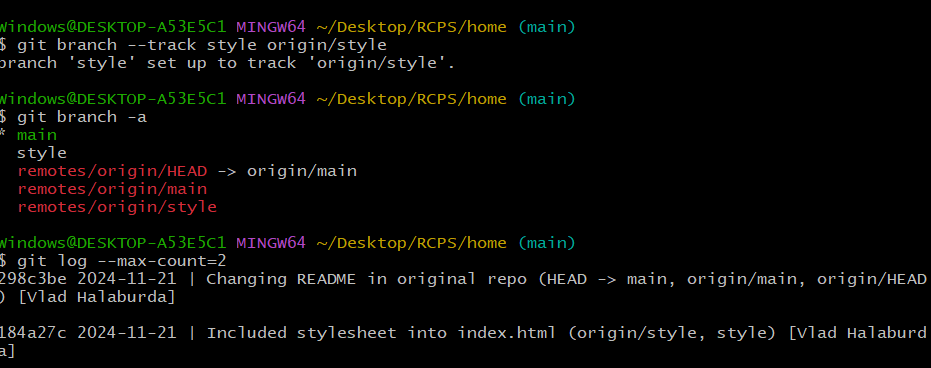 Windows@DESKTOP-A53E5C1 MINGW64 ~/Desktop/RCPS/home (main)
$ git branch --track style origin/style
branch 'style' set up to track 'origin/style'.
Windows@DESKTOP-A53E5C1 MINGW64 ~/Desktop/RCPS/home (main)
$ git branch -a
* main
  style
  remotes/origin/HEAD -> origin/main
  remotes/origin/main
  remotes/origin/style
Windows@DESKTOP-A53E5C1 MINGW64 ~/Desktop/RCPS/home (main)
$ git log --max-count=2
298c3be 2024-11-21 | Changing README in original repo (HEAD -> main, origin/main, origin/HEAD
) [Vlad Halaburda]
184a27c 2024-11-21 | Included stylesheet into index.html (origin/style, style) [Vlad Halaburd
a]